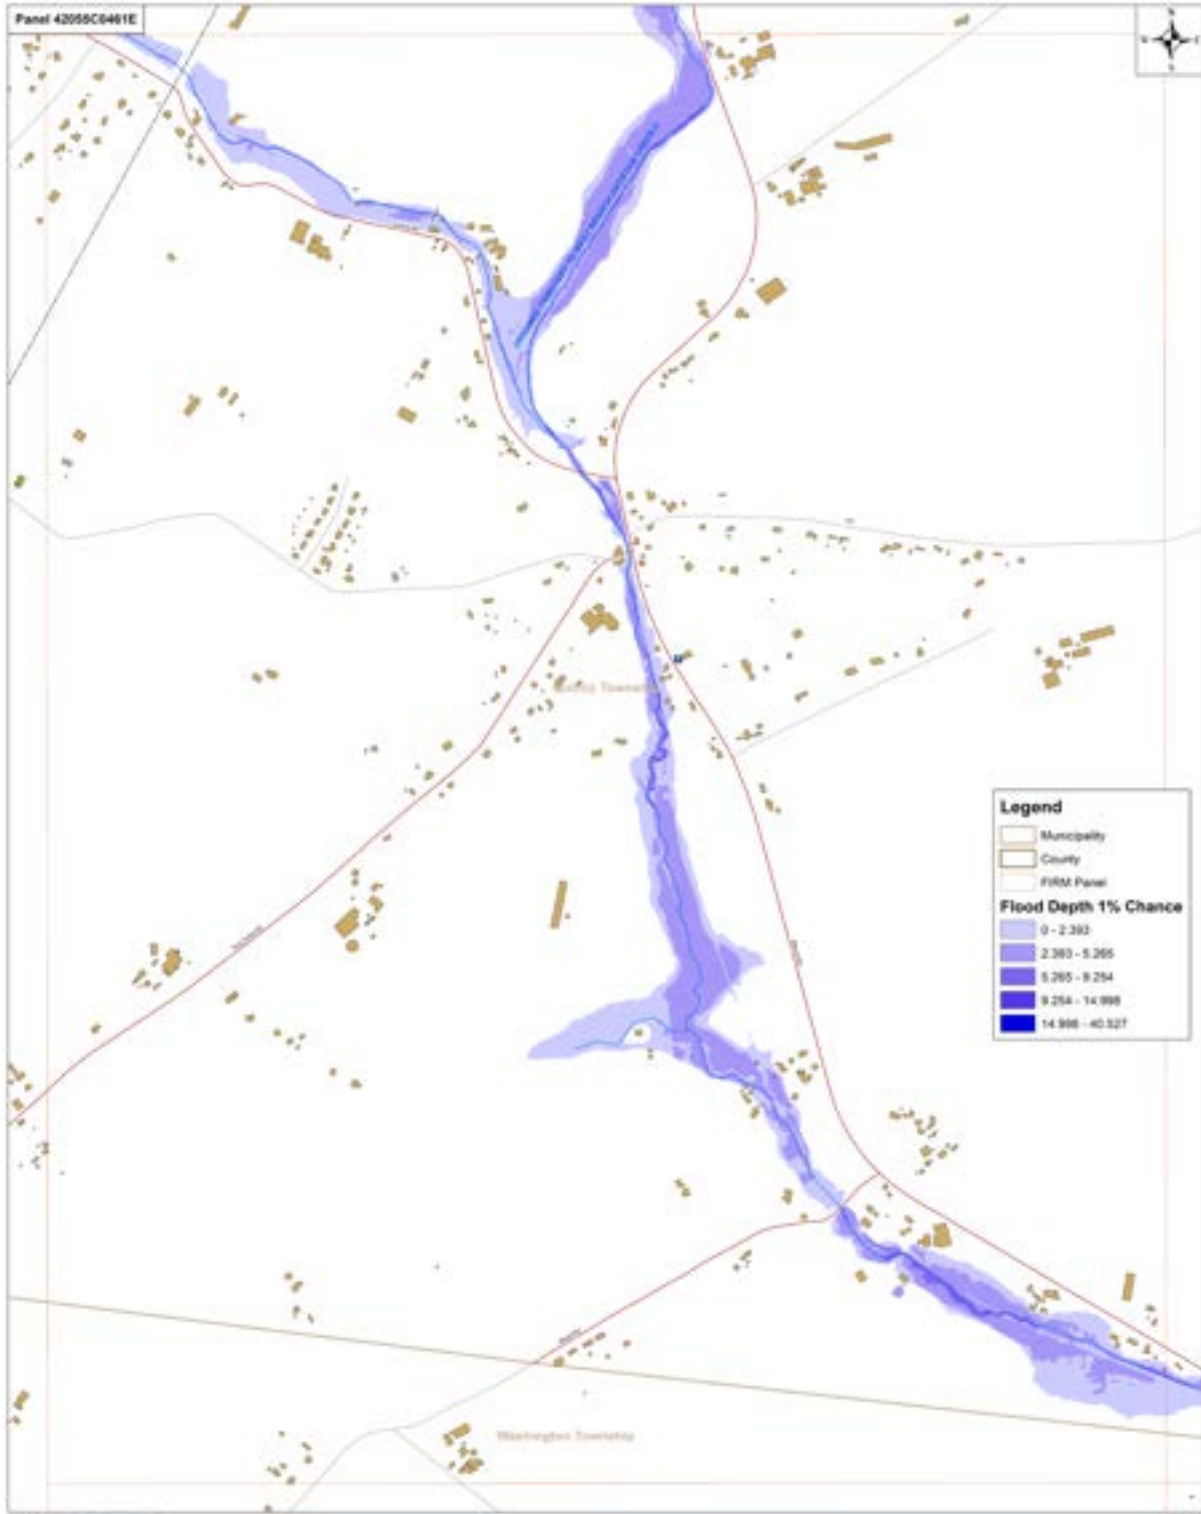 Panel 42055C0461E
N
Township
Legend
Municipality
County
FIRM Panel
Flood Depth 1% Chance
0 - 2.393
2.393 - 5.265
5.265 - 9.254
9.254 - 14.998
14.998 - 40.527
Washington Township